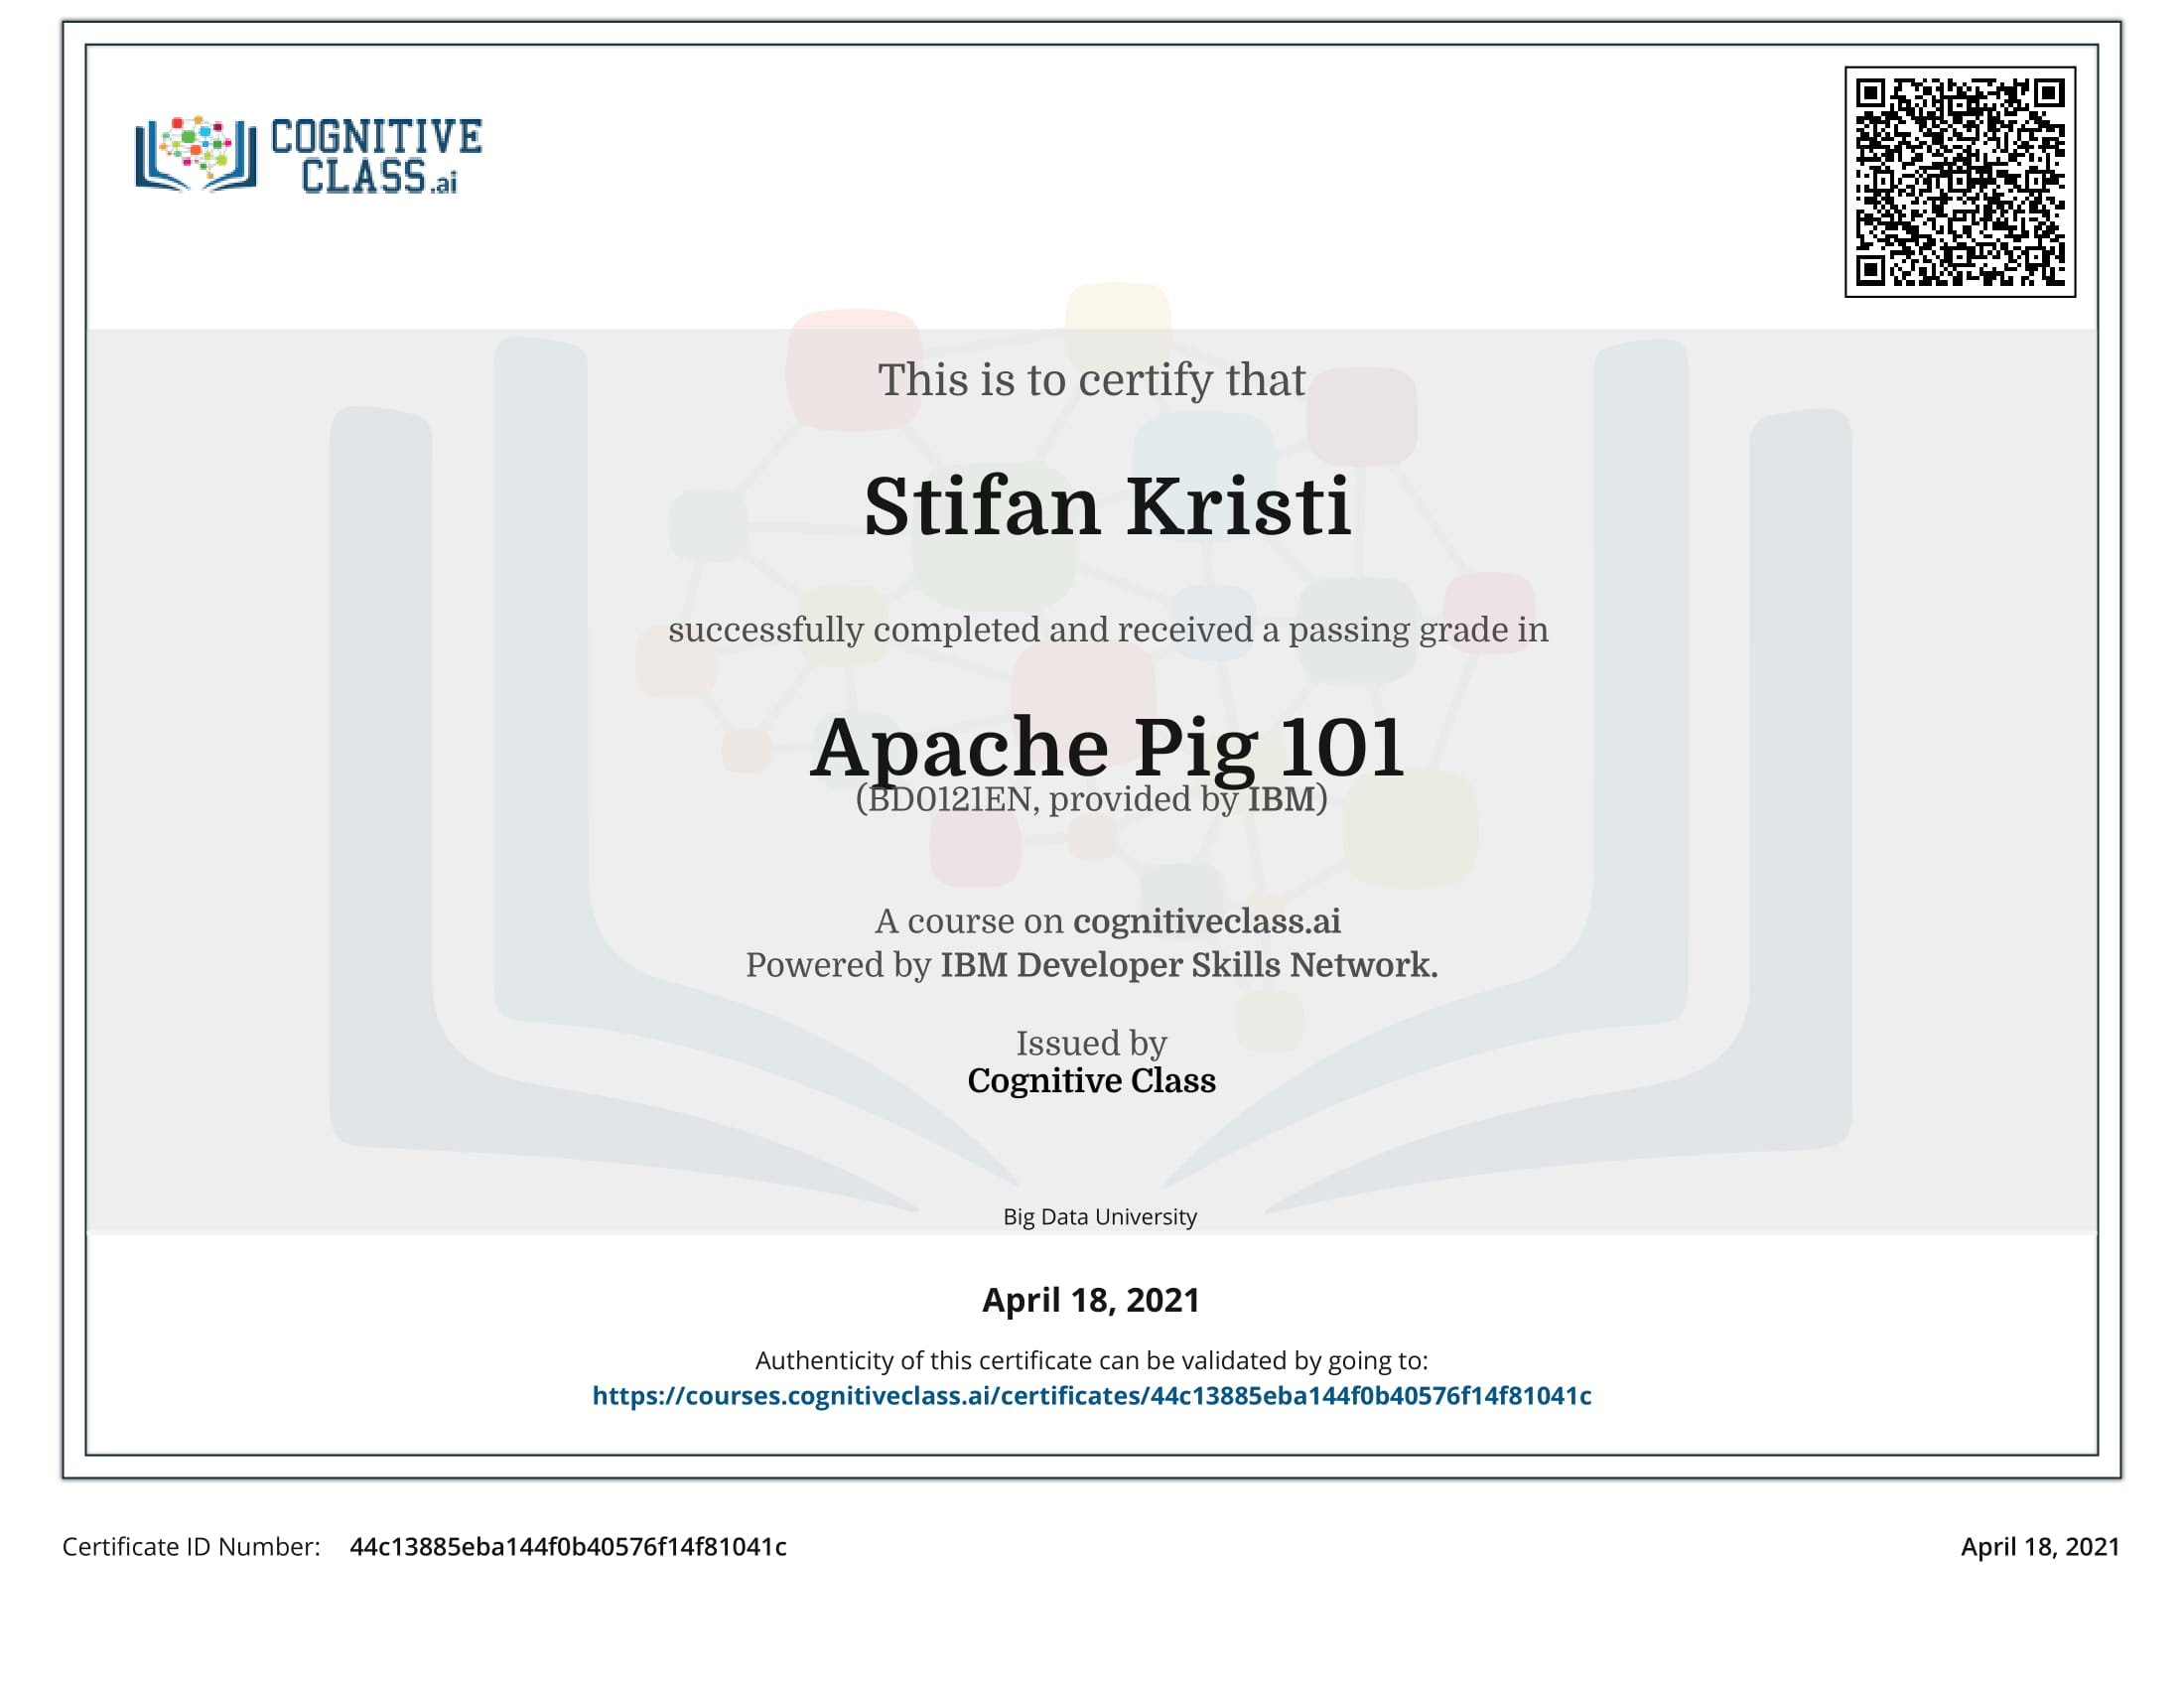 COGNITIVE
CLASS.ai
This is to certify that
Stifan Kristi
successfully completed and received a passing grade in
Apache Pig 101
(BD0121EN, provided by IBM)
A course on cognitiveclass.ai
Powered by IBM Developer Skills Network.
Issued by
Cognitive Class
Big Data University
April 18, 2021
Authenticity of this certificate can be validated by going to:
https://courses.cognitiveclass.ai/certificates/44c13885eba144f0b40576f14f81041c
Certificate ID Number: 44c13885eba144f0b40576f14f81041c
April 18, 2021